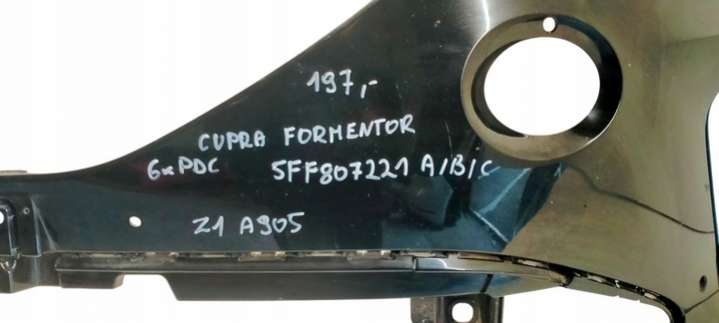 197,-
CUPRA FORMENTOR
6xPDC 5FF807221 A/B/C
Z1 A905